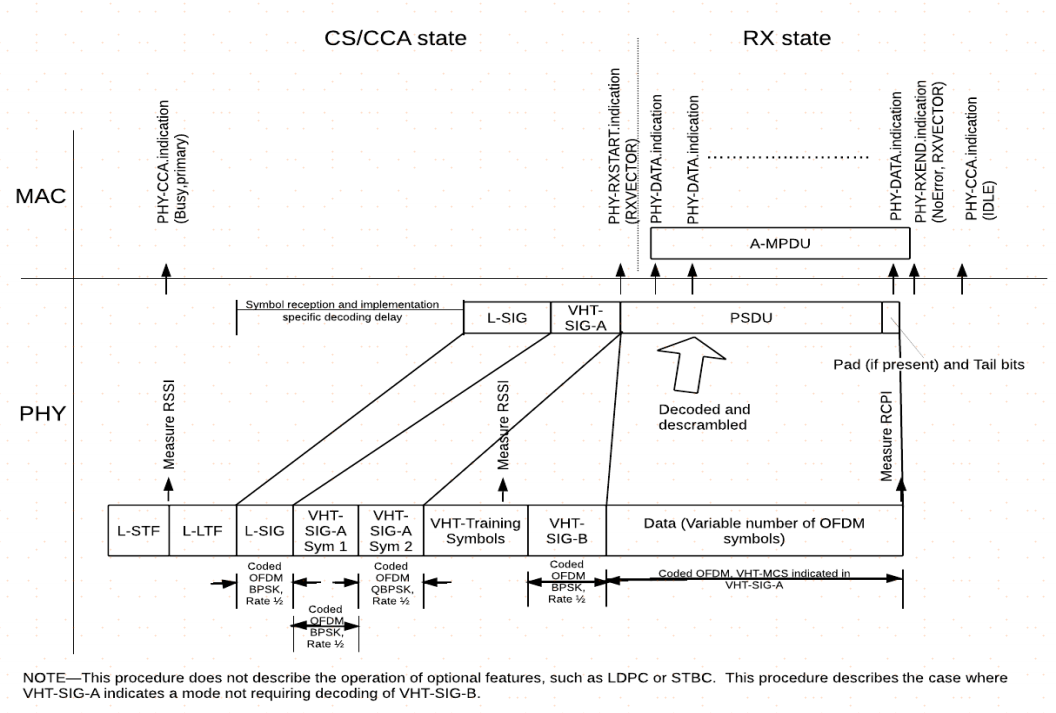 CS/CCA state
RX state
PHY-CCA.indication
(Busy,primary)
PHY-RXSTART.indication
(RXVECTOR)
PHY-DATA.indication
PHY-DATA.indication
PHY-DATA.indication
PHY-RXEND.indication
(NoError, RXVECTOR)
PHY-CCA.indication
(IDLE)
MAC
A-MPDU
Symbol reception and implementation
specific decoding delay
L-SIG
VHT-
SIG-A
PSDU
Pad (if present) and Tail bits
PHY
Measure RSSI
Measure RSSI
Decoded and
descrambled
Measure RCPI
L-STF
L-LTF
L-SIG
VHT-
SIG-A
Sym 1
VHT-
SIG-A
Sym 2
VHT-Training
Symbols
VHT-
SIG-B
Data (Variable number of OFDM
symbols)
Coded
OFDM
BPSK,
Rate ½
Coded
OFDM
BPSK,
Rate ½
Coded
OFDM
QBPSK,
Rate ½
Coded
OFDM
BPSK,
Rate ½
Coded OFDM, VHT-MCS indicated in
VHT-SIG-A
NOTE—This procedure does not describe the operation of optional features, such as LDPC or STBC. This procedure describes the case where
VHT-SIG-A indicates a mode not requiring decoding of VHT-SIG-B.